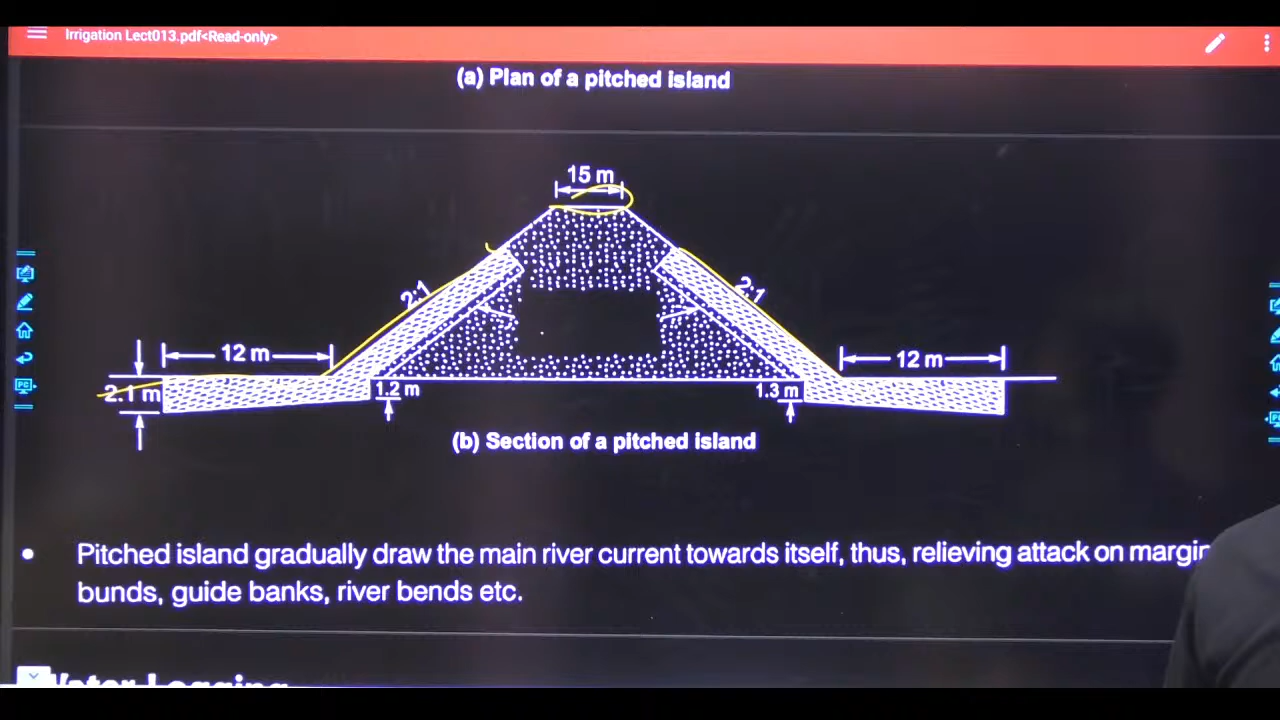 Irrigation Lect013.pdf<Read-only>
(a) Plan of a pitched island
15 m
2:1
2:1
12 m
12 m
2.1 m
1.2 m
1.3 m
(b) Section of a pitched island
• Pitched island gradually draw the main river current towards itself, thus, relieving attack on
bunds, guide banks, river bends etc.
PC